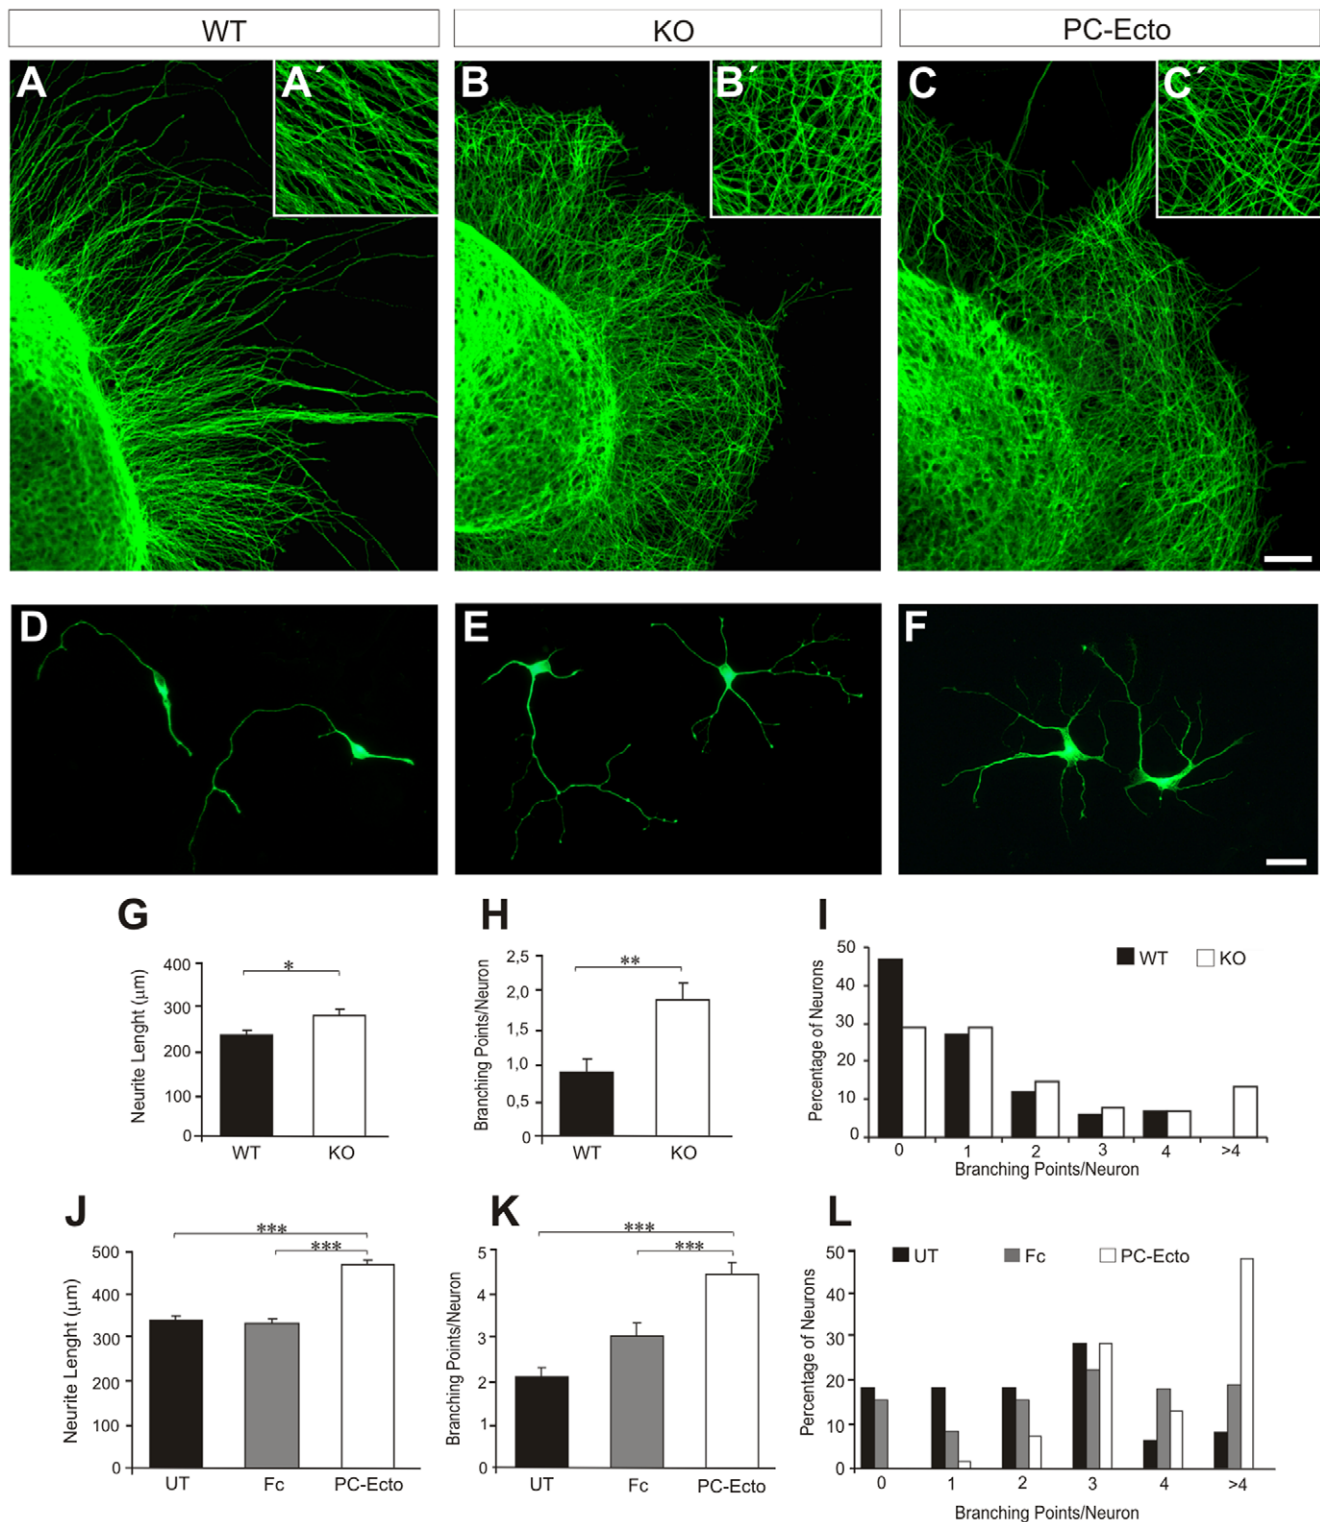 WT KO PC-Ecto
A A´ B B´ C C´
D E F
G
Neurite Lenght (µm)
400
300
200
100
0
*
WT KO
H
Branching Points/Neuron
2,5
2,0
1,5
1,0
0,5
0
**
WT KO
I
Percentage of Neurons
50
40
30
20
10
0
WT KO
0 1 2 3 4 >4
Branching Points/Neuron
J
Neurite Lenght (µm)
500
400
300
200
100
0
***
***
UT Fc PC-Ecto
K
Branching Points/Neuron
5
4
3
2
1
0
***
***
UT Fc PC-Ecto
L
Percentage of Neurons
50
40
30
20
10
0
UT Fc PC-Ecto
0 1 2 3 4 >4
Branching Points/Neuron